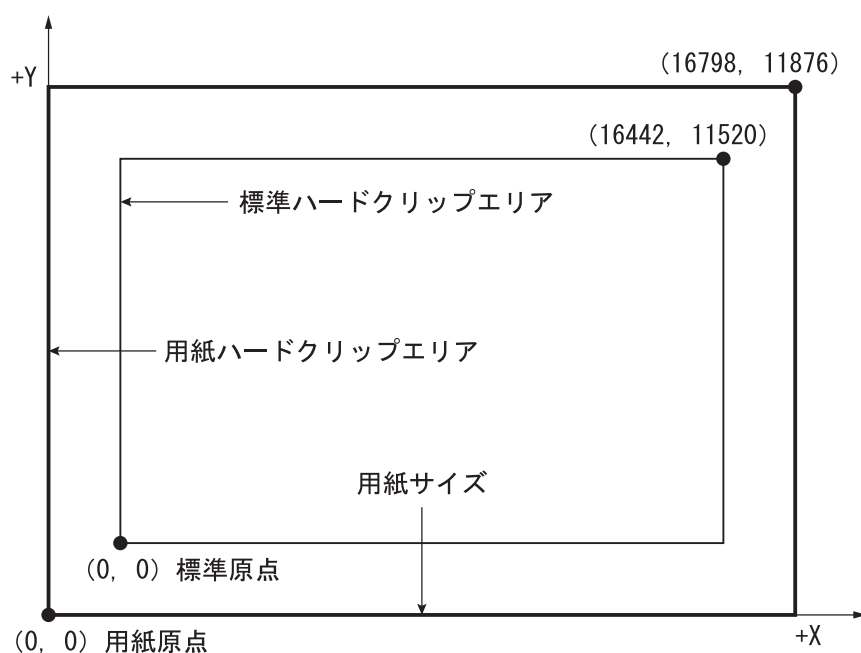 (16798, 11876)
+Y
(16442, 11520)
標準ハードクリップエリア
用紙ハードクリップエリア
用紙サイズ
(0, 0) 標準原点
(0, 0) 用紙原点
+X